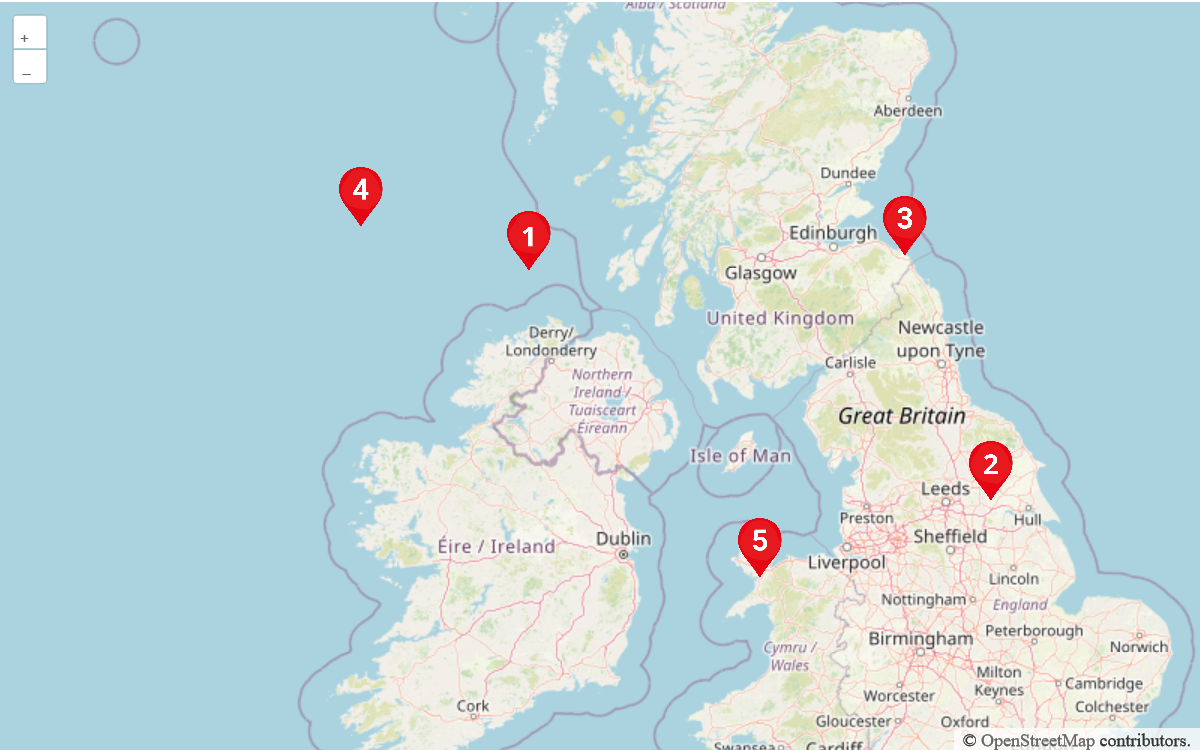 +
–
Alba / Scotland
Aberdeen
Dundee
4
3
1
Edinburgh
Glasgow
United Kingdom
Derry/
Londonderry
Newcastle
upon Tyne
Carlisle
Northern
Ireland /
Tuaisceart
Éireann
Great Britain
Isle of Man
2
Leeds
Preston
Hull
5
Dublin
Éire / Ireland
Sheffield
Liverpool
Lincoln
Nottingham
England
Peterborough
Birmingham
Norwich
Cymru /
Wales
Milton
Keynes
Cambridge
Worcester
Colchester
Cork
Gloucester
Oxford
Swansea
Cardiff
© OpenStreetMap contributors.